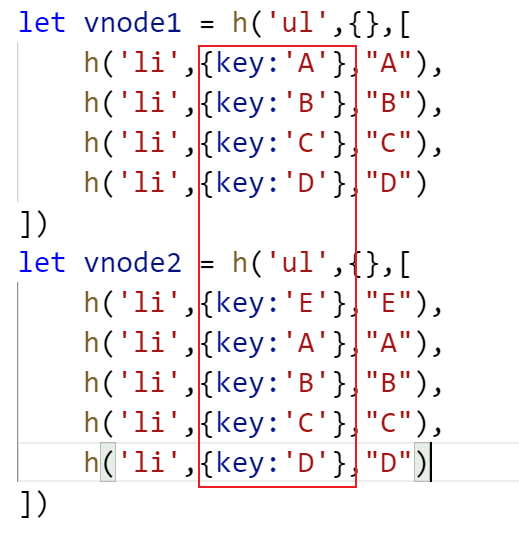 let vnode1 = h('ul',{},[
    h('li',{key:'A'},"A"),
    h('li',{key:'B'},"B"),
    h('li',{key:'C'},"C"),
    h('li',{key:'D'},"D")
])
let vnode2 = h('ul',{},[
    h('li',{key:'E'},"E"),
    h('li',{key:'A'},"A"),
    h('li',{key:'B'},"B"),
    h('li',{key:'C'},"C"),
    h('li',{key:'D'},"D")
])